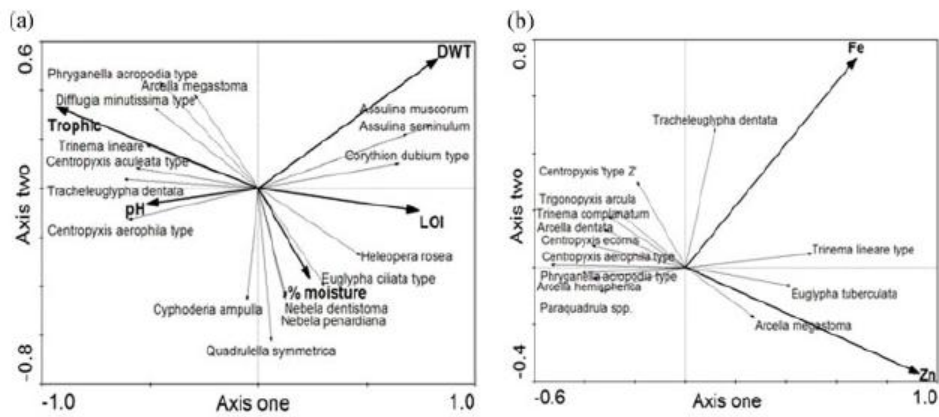 (a)
0.6
DWT
Phryganella acropodia type
Arcella megastoma
Difflugia minutissima type
Assulina muscorum
Trophic
Assulina seminulum
Trinema lineare
Corythion dubium type
Centropyxis aculeata type
Axis two
Tracheleuglypha dentata
pH
LOI
Centropyxis aerophila type
Heleopera rosea
Euglypha ciliata type
% moisture
Cyphoderia ampulla
Nebela dentistoma
Nebela penardiana
Quadrulella symmetrica
-0.8
-1.0
Axis one
1.0
(b)
0.8
Fe
Tracheleuglypha dentata
Centropyxis 'type Z'
Trigonopyxis arcula
Trinema complinatum
Axis two
Arcella dentata
Centropyxis ecornis
Trinema lineare type
Centropyxis aerophila type
Phryganella acropodia type
Arcella hemispherica
Euglypha tuberculata
Paraquadrula spp.
Arcella megastoma
-0.4
Zn
-0.6
Axis one
1.0